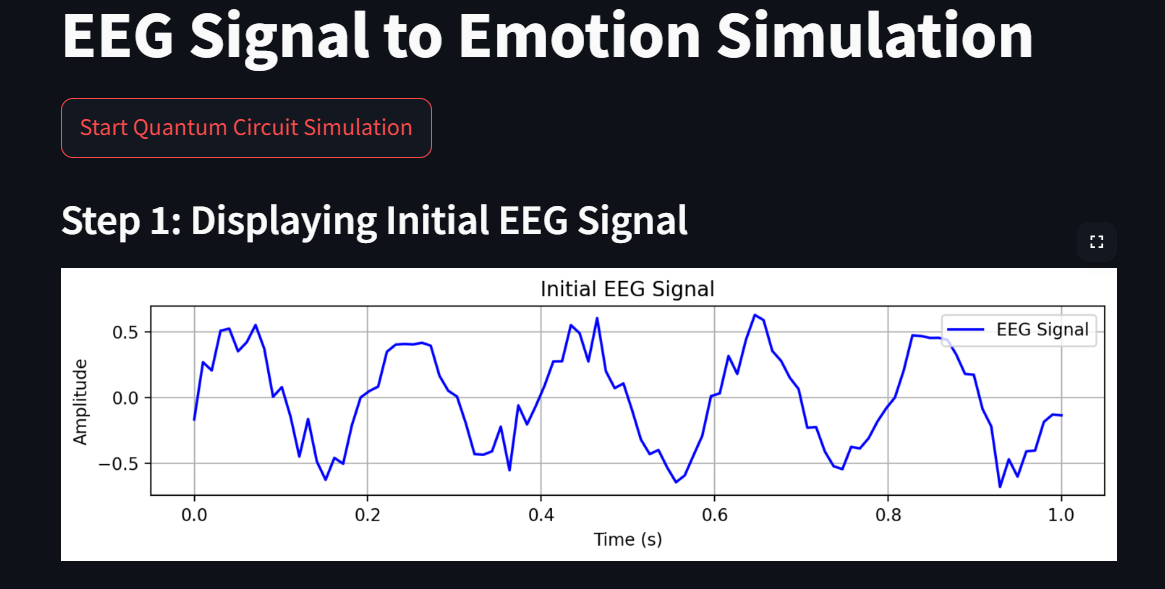 EEG Signal to Emotion Simulation
Start Quantum Circuit Simulation
Step 1: Displaying Initial EEG Signal
Initial EEG Signal
EEG Signal
Amplitude
0.5
0.0
−0.5
0.0 0.2 0.4 0.6 0.8 1.0
Time (s)